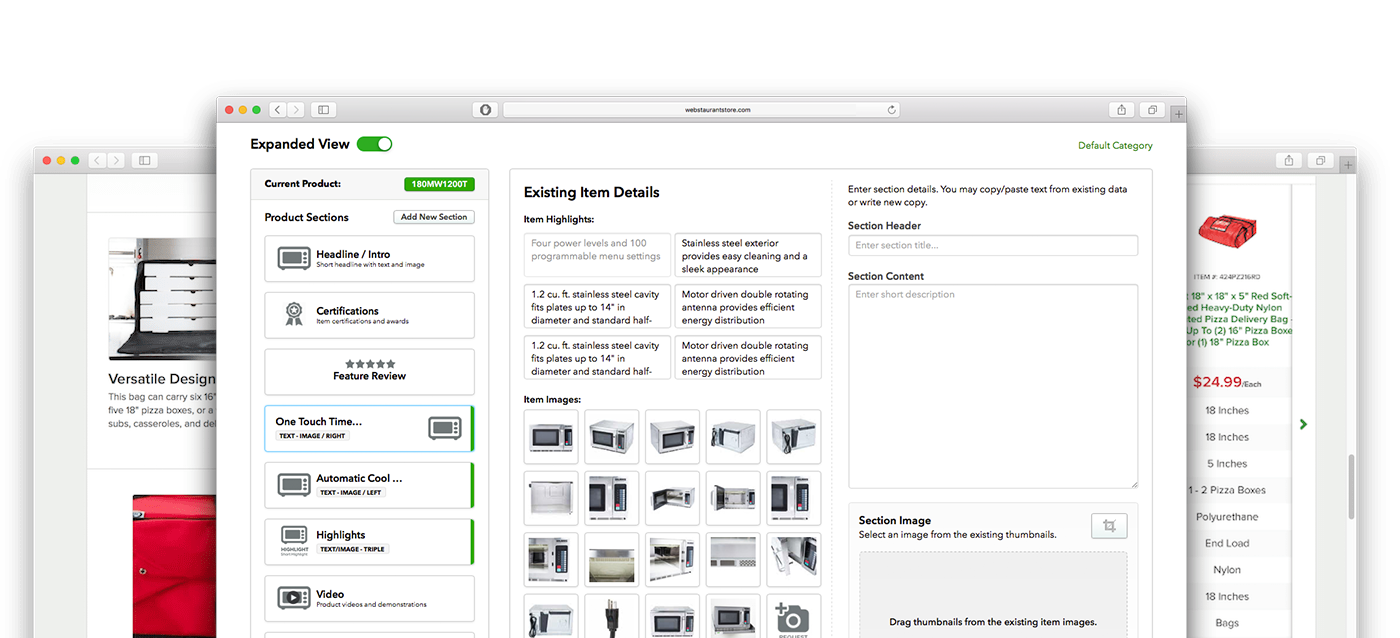 webstaurantstore.com
Expanded View
Default Category
Current Product:
180MW1200T
Product Sections
Add New Section
Headline / Intro
Short headline with text and image
Certifications
Item certifications and awards
Feature Review
One Touch Time...
TEXT - IMAGE / RIGHT
Automatic Cool ...
TEXT - IMAGE / LEFT
HIGHLIGHT
Highlights
TEXT/IMAGE - TRIPLE
Video
Product videos and demonstrations
Existing Item Details
Item Highlights:
Four power levels and 100
programmable menu settings
Stainless steel exterior
provides easy cleaning and a
sleek appearance
1.2 cu. ft. stainless steel cavity
fits plates up to 14" in
diameter and standard half-
Motor driven double rotating
antenna provides efficient
energy distribution
1.2 cu. ft. stainless steel cavity
fits plates up to 14" in
diameter and standard half-
Motor driven double rotating
antenna provides efficient
energy distribution
Item Images:
REQUEST
Enter section details. You may copy/paste text from existing data
or write new copy.
Section Header
Enter section title...
Section Content
Enter short description
Section Image
Select an image from the existing thumbnails.
Drag thumbnails from the existing item images.
Versatile Design
This bag can carry six 16"
five 18" pizza boxes, or a
subs, casseroles, and del
ITEM #: 424PZ216RD
18" x 18" x 5" Red Soft-
ed Heavy-Duty Nylon
ted Pizza Delivery Bag -
Up To (2) 16" Pizza Boxe
or (1) 18" Pizza Box
$24.99/Each
18 Inches
18 Inches
5 Inches
1 - 2 Pizza Boxes
Polyurethane
End Load
Nylon
18 Inches
Bags